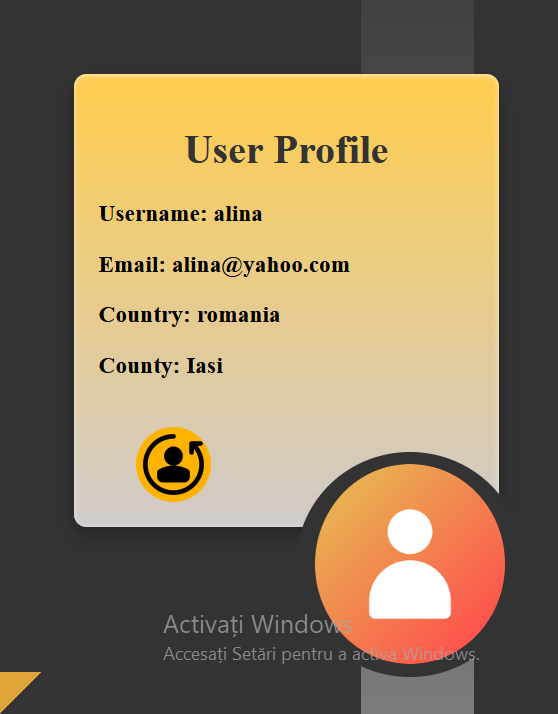 User Profile
Username: alina
Email: alina@yahoo.com
Country: romania
County: Iasi
Activați Windows
Accesați Setări pentru a activa Windows.